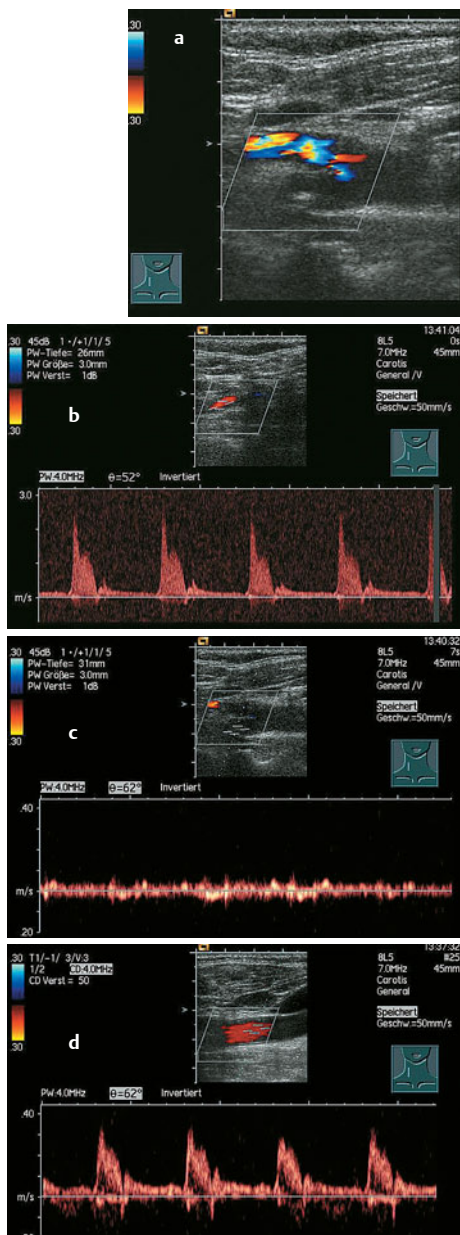 a
.30
.30
b
.30
.30
45dB 1 ·/+1/1/ 5
PW-Tiefe= 26mm
PW Größe= 3.0mm
PW Verst= 1dB
13:41:04
8L5 0s
7.0MHz 45mm
Carotis
General /V
Speichert
Geschw.=50mm/s
PW:4.0MHz θ=52° Invertiert
3.0
m/s
c
.30
.30
45dB 1 ·/+1/1/ 5
PW-Tiefe= 31mm
PW Größe= 3.0mm
PW Verst= 1dB
13:40:32
8L5 7s
7.0MHz 45mm
Carotis
General /V
Speichert
Geschw.=50mm/s
PW:4.0MHz θ=62° Invertiert
.40
m/s
.20
d
.30
.30
T1/-1/ 3/V:3
1/2 CD:4.0MHz
CD Verst = 50
13:37:32
8L5 #25
7.0MHz 45mm
Carotis
General
Speichert
Geschw.=50mm/s
PW:4.0MHz θ=62° Invertiert
.40
m/s